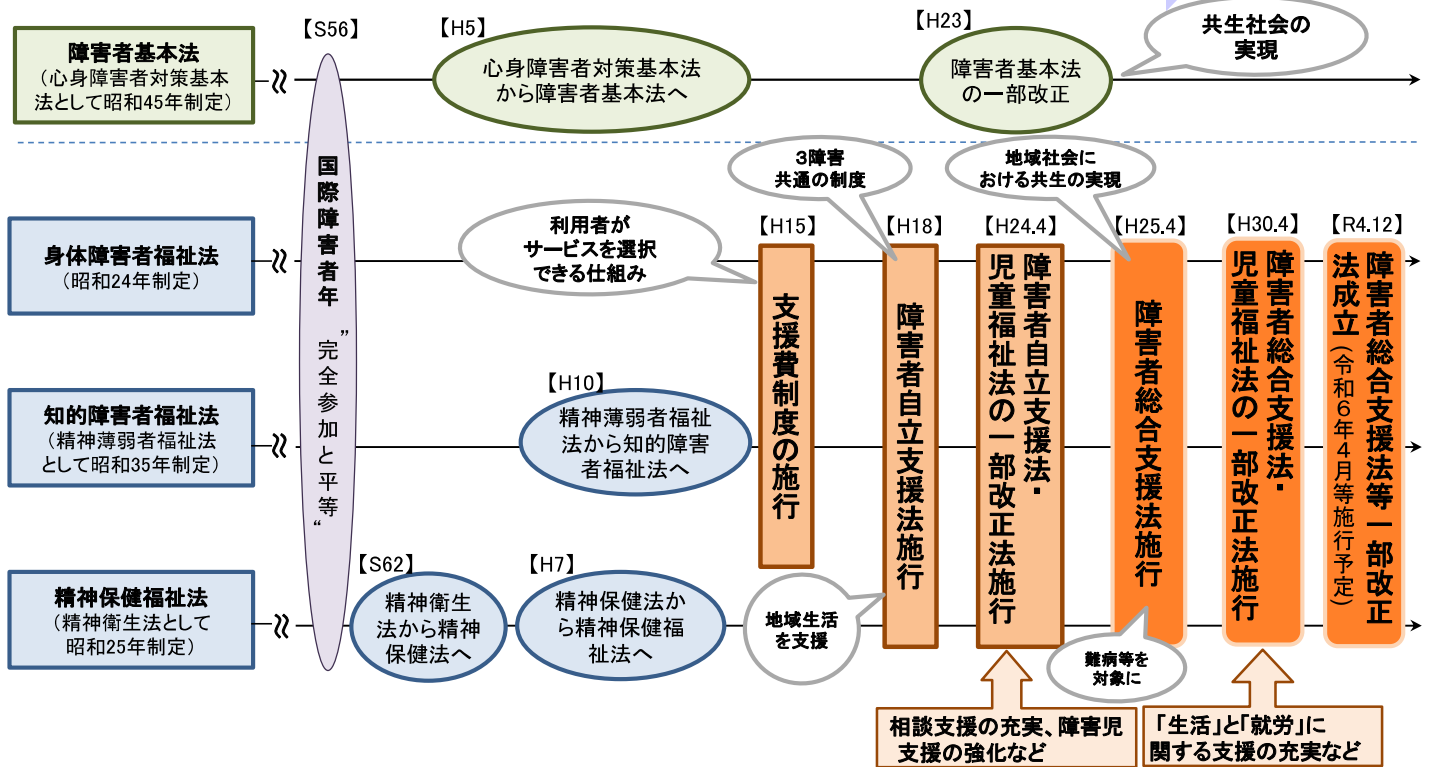 障害者基本法
(心身障害者対策基本
法として昭和45年制定)
【S56】
【H5】
心身障害者対策基本法
から障害者基本法へ
【H23】
障害者基本法
の一部改正
共生社会の
実現
国際障害者年 ”完全参加と平等“
身体障害者福祉法
(昭和24年制定)
知的障害者福祉法
(精神薄弱者福祉法
として昭和35年制定)
精神保健福祉法
(精神衛生法として
昭和25年制定)
【S62】
精神衛生
法から精神
保健法へ
【H7】
精神保健法か
ら精神保健福
祉法へ
【H10】
精神薄弱者福祉
法から知的障害
者福祉法へ
利用者が
サービスを選択
できる仕組み
【H15】
支援費制度の施行
3障害
共通の制度
【H18】
障害者自立支援法施行
地域生活
を支援
【H24.4】
障害者自立支援法・
児童福祉法の一部改正法施行
相談支援の充実、障害児
支援の強化など
地域社会に
おける共生の実現
【H25.4】
障害者総合支援法施行
難病等を
対象に
【H30.4】
障害者総合支援法・
児童福祉法の一部改正法施行
「生活」と「就労」に
関する支援の充実など
【R4.12】
障害者総合支援法等一部改正
法成立(令和6年4月等施行予定)